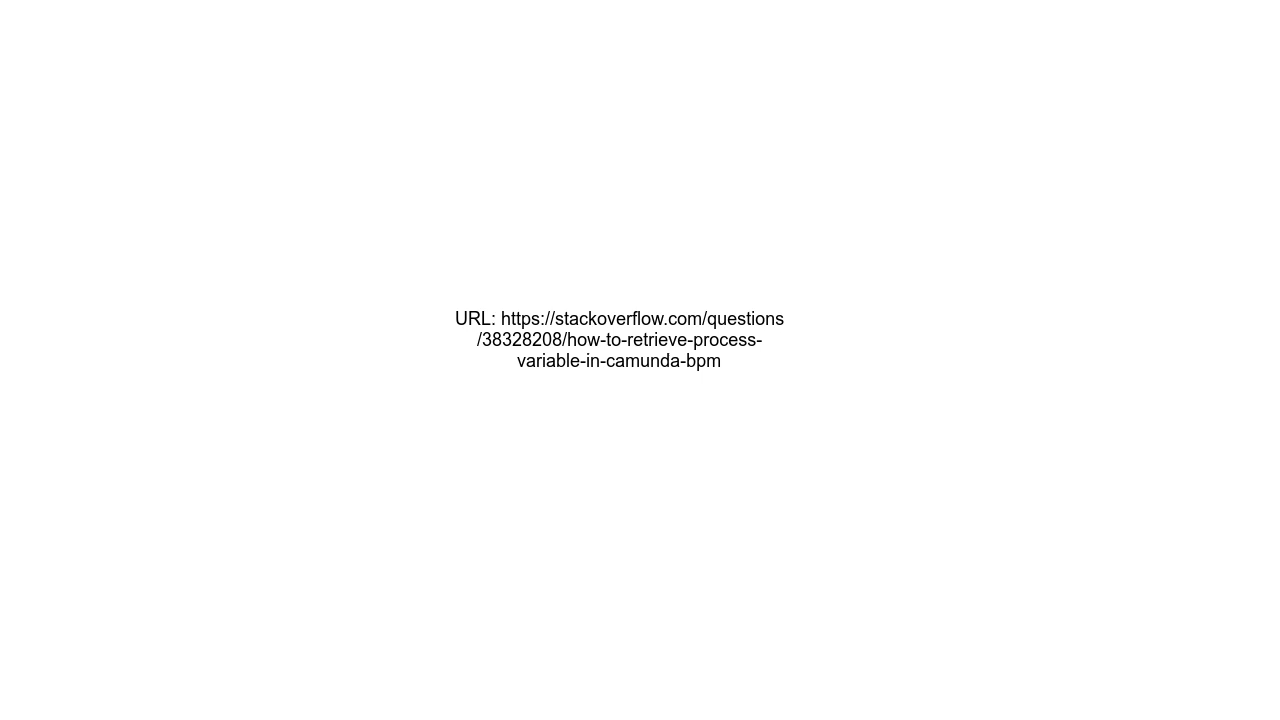 URL: https://stackoverflow.com/questions
/38328208/how-to-retrieve-process-
variable-in-camunda-bpm